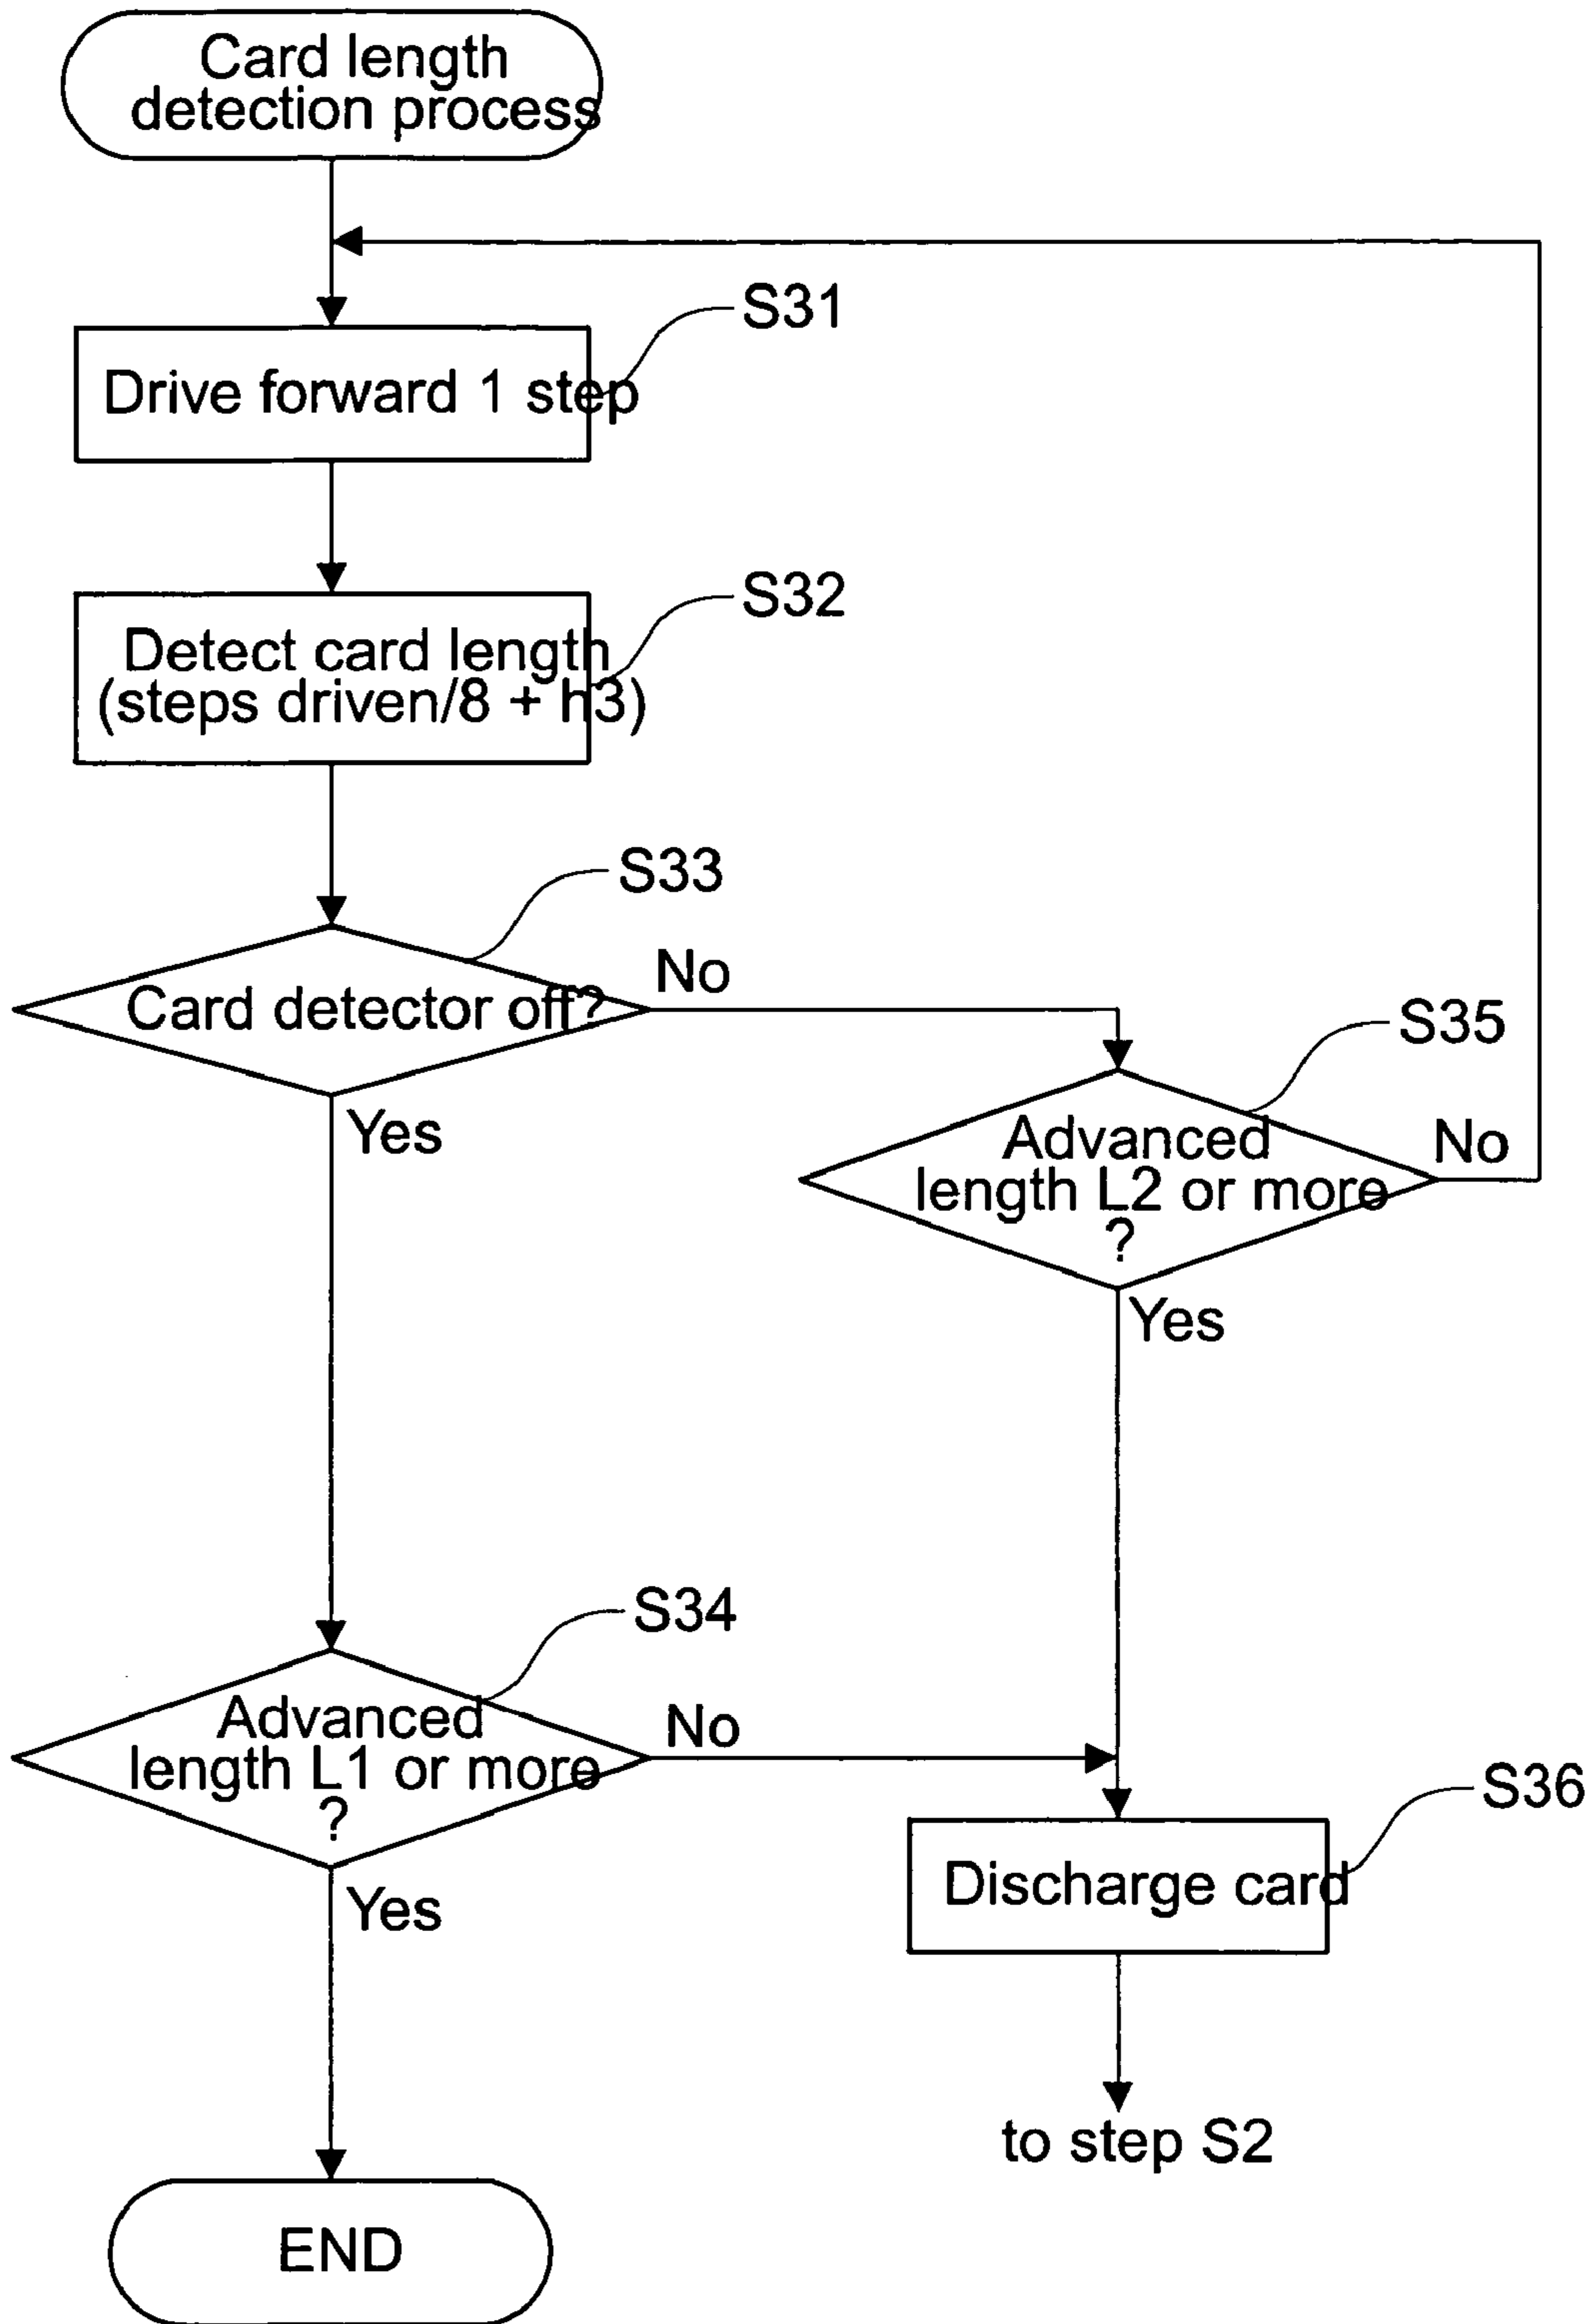 Card length
detection process
S31
Drive forward 1 step
S32
Detect card length
(steps driven/8 + h3)
S33
Card detector off?
No
Yes
S35
Advanced
length L2 or more
?
No
Yes
S34
Advanced
length L1 or more
?
No
Yes
S36
Discharge card
to step S2
END